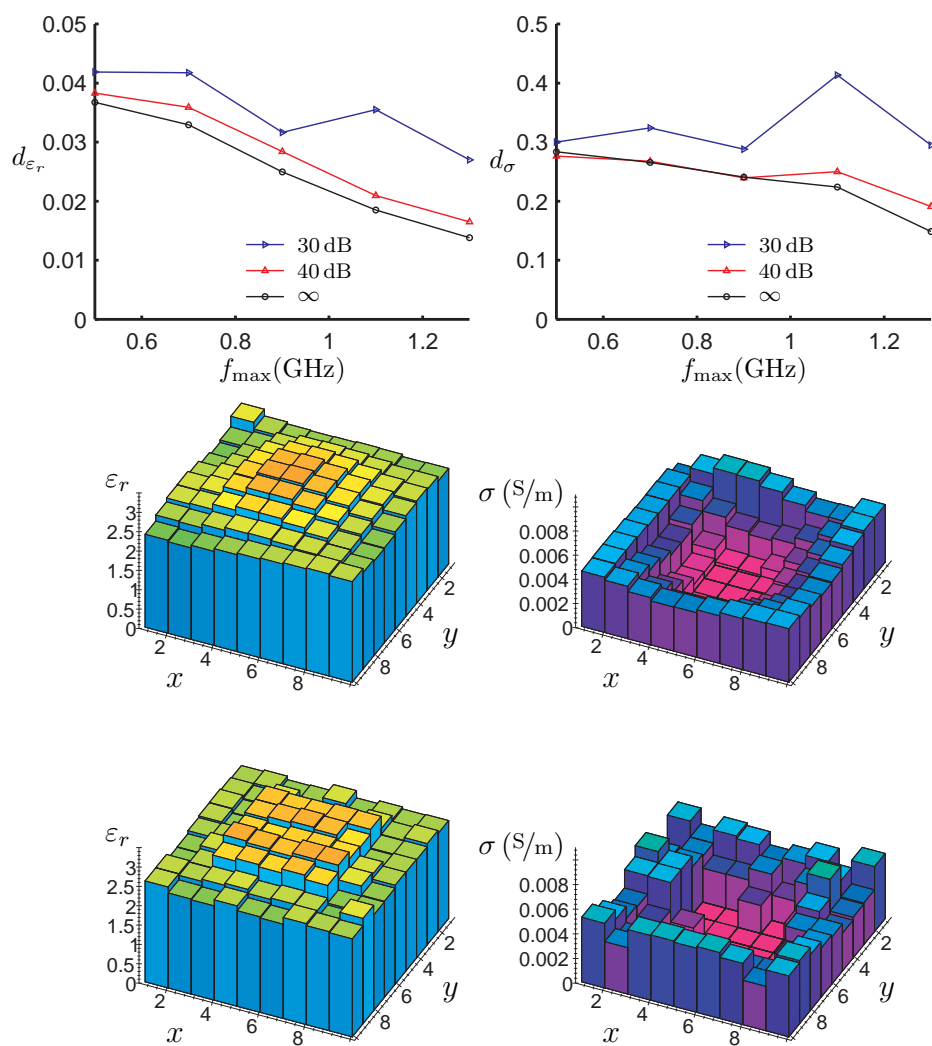 0.05
0.04
0.03
0.02
0.01
0
d_{ε_r}
30 dB
40 dB
∞
0.6 0.8 1 1.2
f_max(GHz)
0.5
0.4
0.3
0.2
0.1
0
d_σ
30 dB
40 dB
∞
0.6 0.8 1 1.2
f_max(GHz)
ε_r
3
2.5
2
1.5
1
0.5
0
2 4 6 8
x
2
4
6
8
y
σ (S/m)
0.008
0.006
0.004
0.002
0
2 4 6 8
x
2
4
6
8
y
ε_r
3
2.5
2
1.5
1
0.5
0
2 4 6 8
x
2
4
6
8
y
σ (S/m)
0.008
0.006
0.004
0.002
0
2 4 6 8
x
2
4
6
8
y